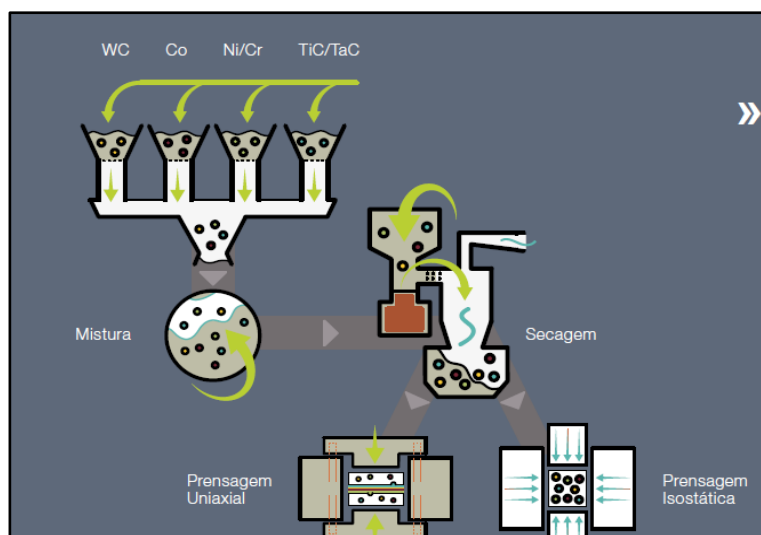 WC Co Ni/Cr TiC/TaC
»
Mistura
Secagem
Prensagem
Uniaxial
Prensagem
Isostática